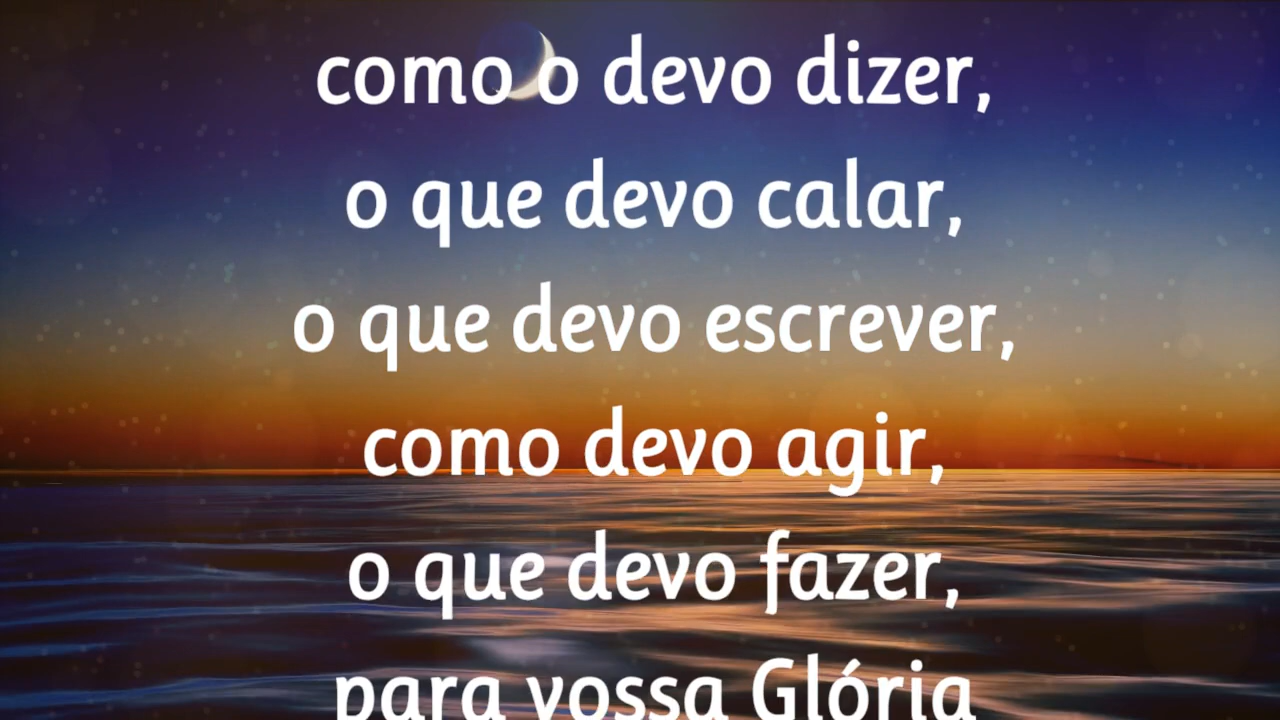 como o devo dizer,
o que devo calar,
o que devo escrever,
como devo agir,
o que devo fazer,
para vossa Glória